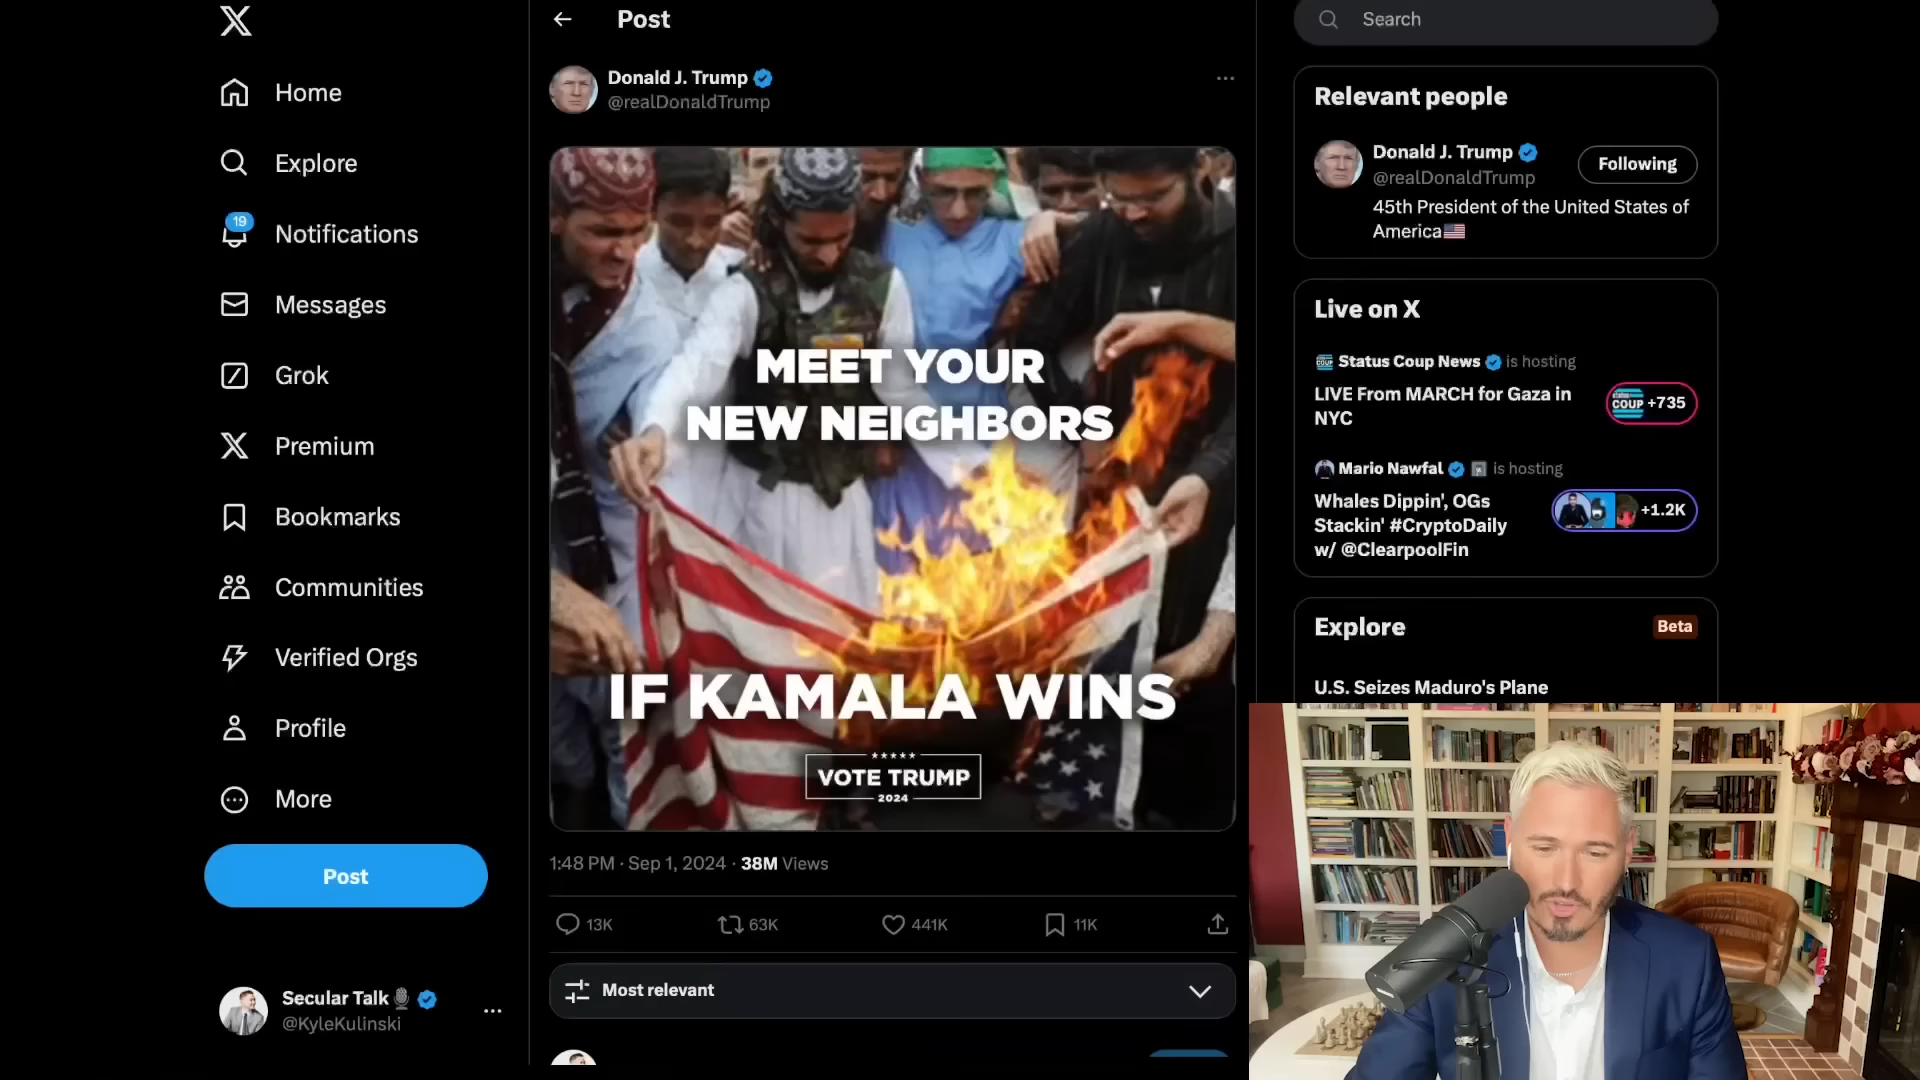 Home
Explore
19
Notifications
Messages
Grok
Premium
Bookmarks
Communities
Verified Orgs
Profile
More
Post
Secular Talk
@KyleKulinski
Post
Donald J. Trump
@realDonaldTrump
MEET YOUR
NEW NEIGHBORS
IF KAMALA WINS
VOTE TRUMP
2024
1:48 PM · Sep 1, 2024 · 38M Views
13K 63K 441K 11K
Most relevant
Search
Relevant people
Donald J. Trump
@realDonaldTrump
Following
45th President of the United States of
America
Live on X
Status Coup News is hosting
LIVE From MARCH for Gaza in
NYC
COUP +735
Mario Nawfal is hosting
Whales Dippin', OGs
Stackin' #CryptoDaily
w/ @ClearpoolFin
+1.2K
Explore
Beta
U.S. Seizes Maduro's Plane